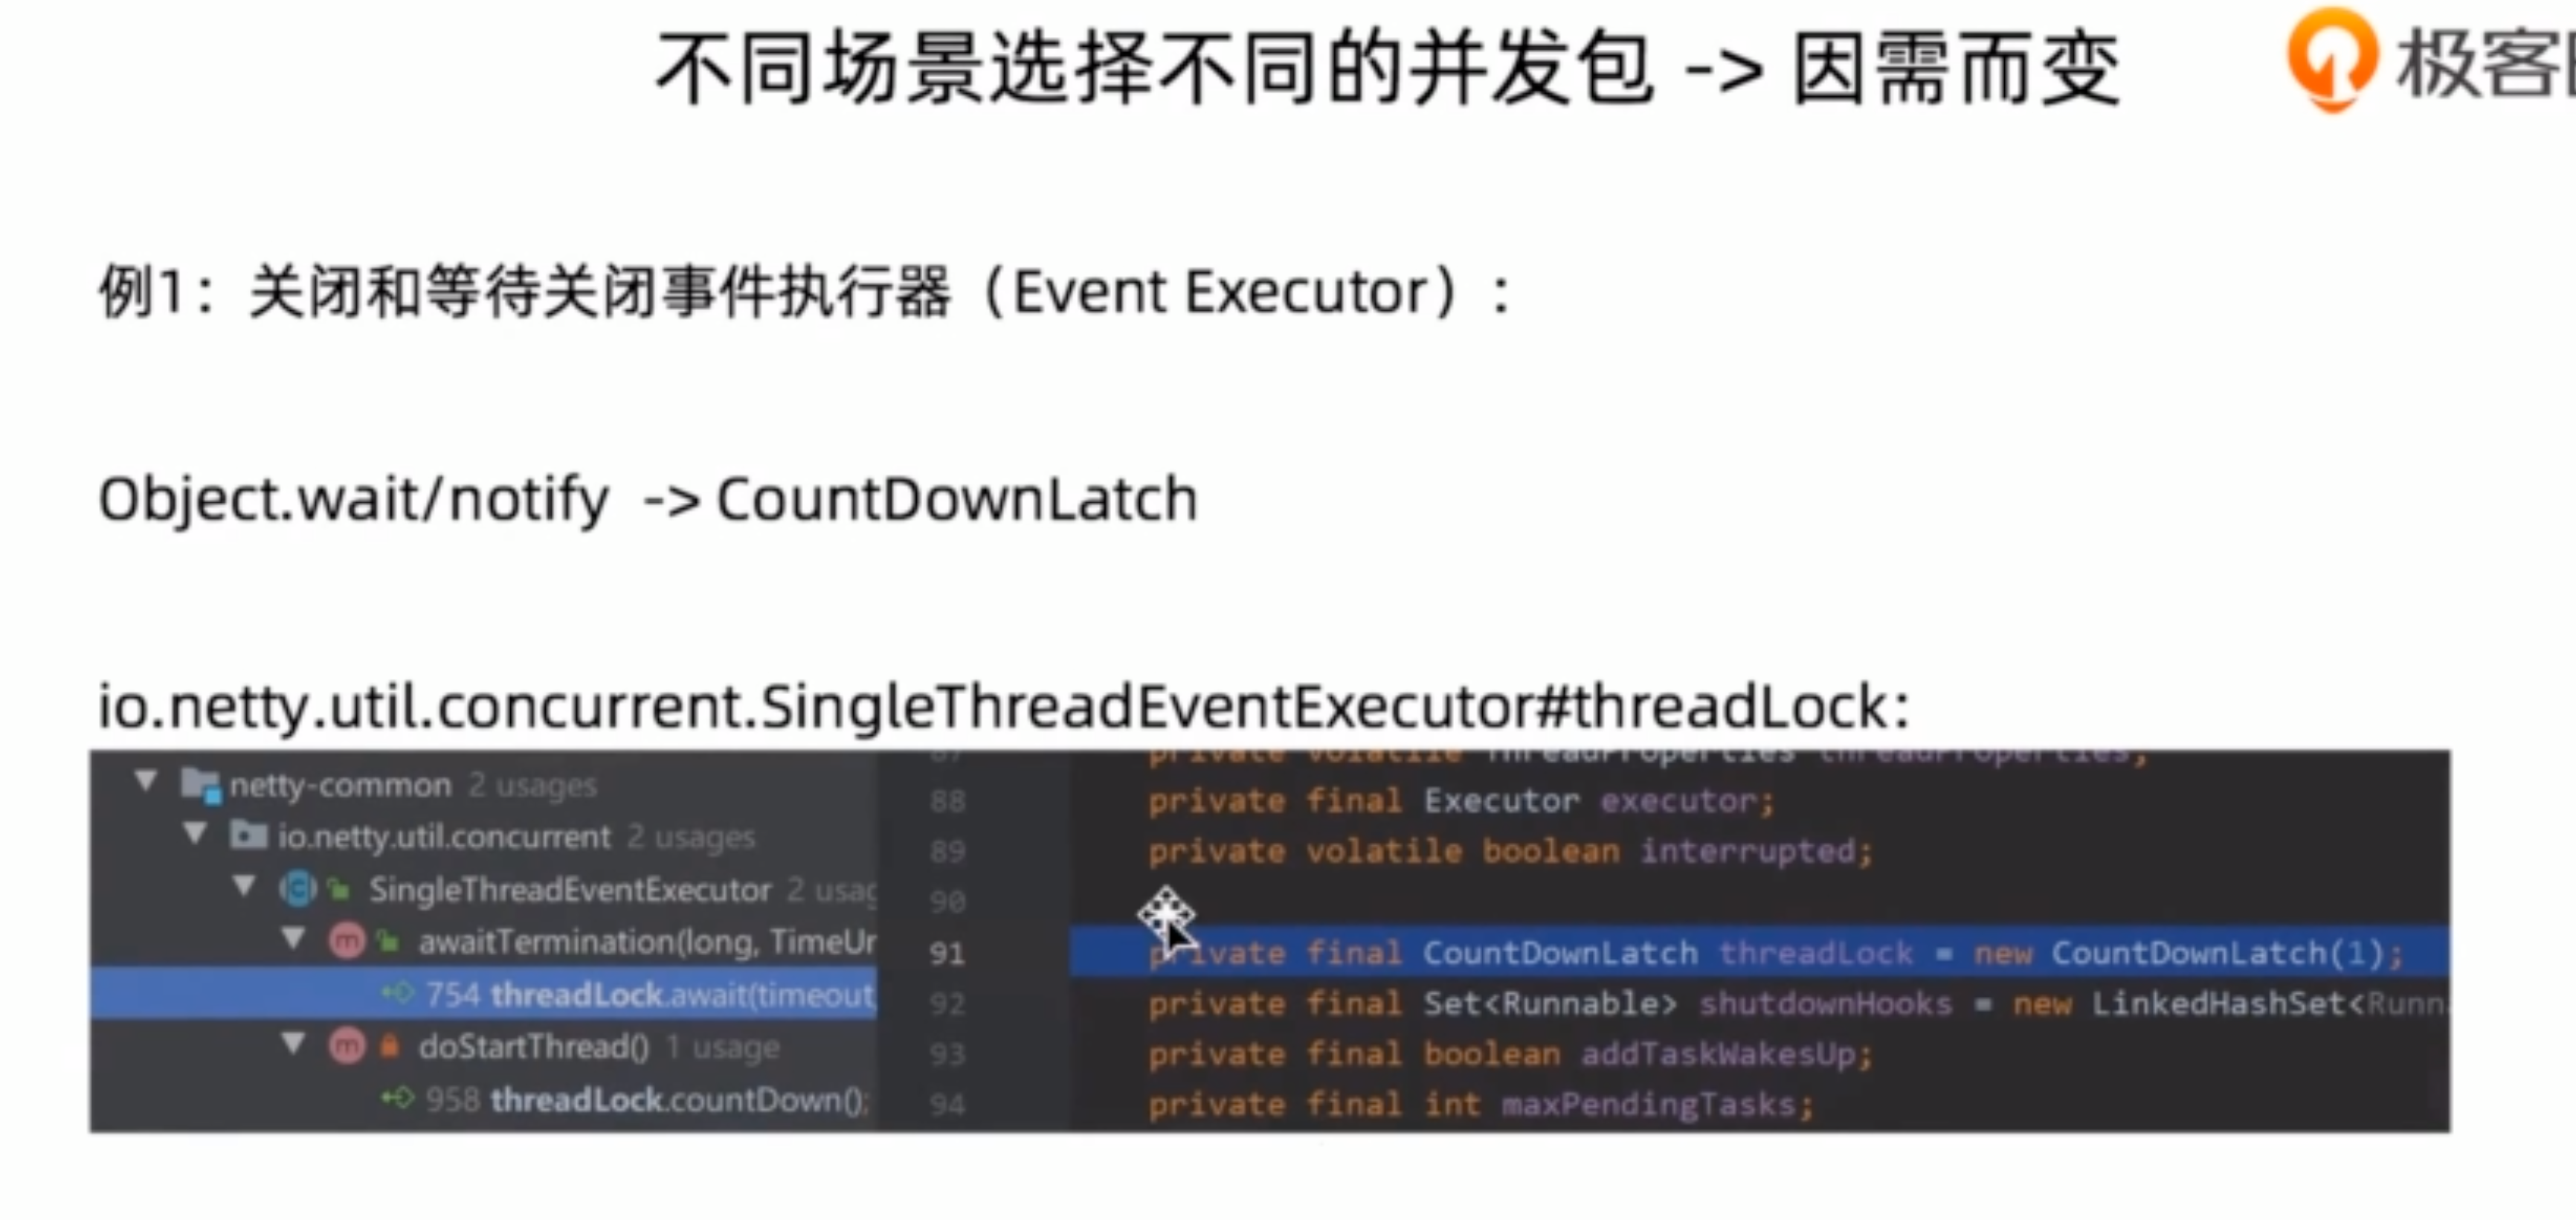 不同场景选择不同的并发包 -> 因需而变
极客
例1：关闭和等待关闭事件执行器（Event Executor）:
Object.wait/notify -> CountDownLatch
io.netty.util.concurrent.SingleThreadEventExecutor#threadLock:
netty-common 2 usages
io.netty.util.concurrent 2 usages
SingleThreadEventExecutor 2 usag
awaitTermination(long, TimeUr
754 threadLock.await(timeout,
doStartThread() 1 usage
958 threadLock.countDown();
87 private volatile ThreadProperties threadProperties;
88 private final Executor executor;
89 private volatile boolean interrupted;
90
91 private final CountDownLatch threadLock = new CountDownLatch(1);
92 private final Set<Runnable> shutdownHooks = new LinkedHashSet<Runn
93 private final boolean addTaskWakesUp;
94 private final int maxPendingTasks;